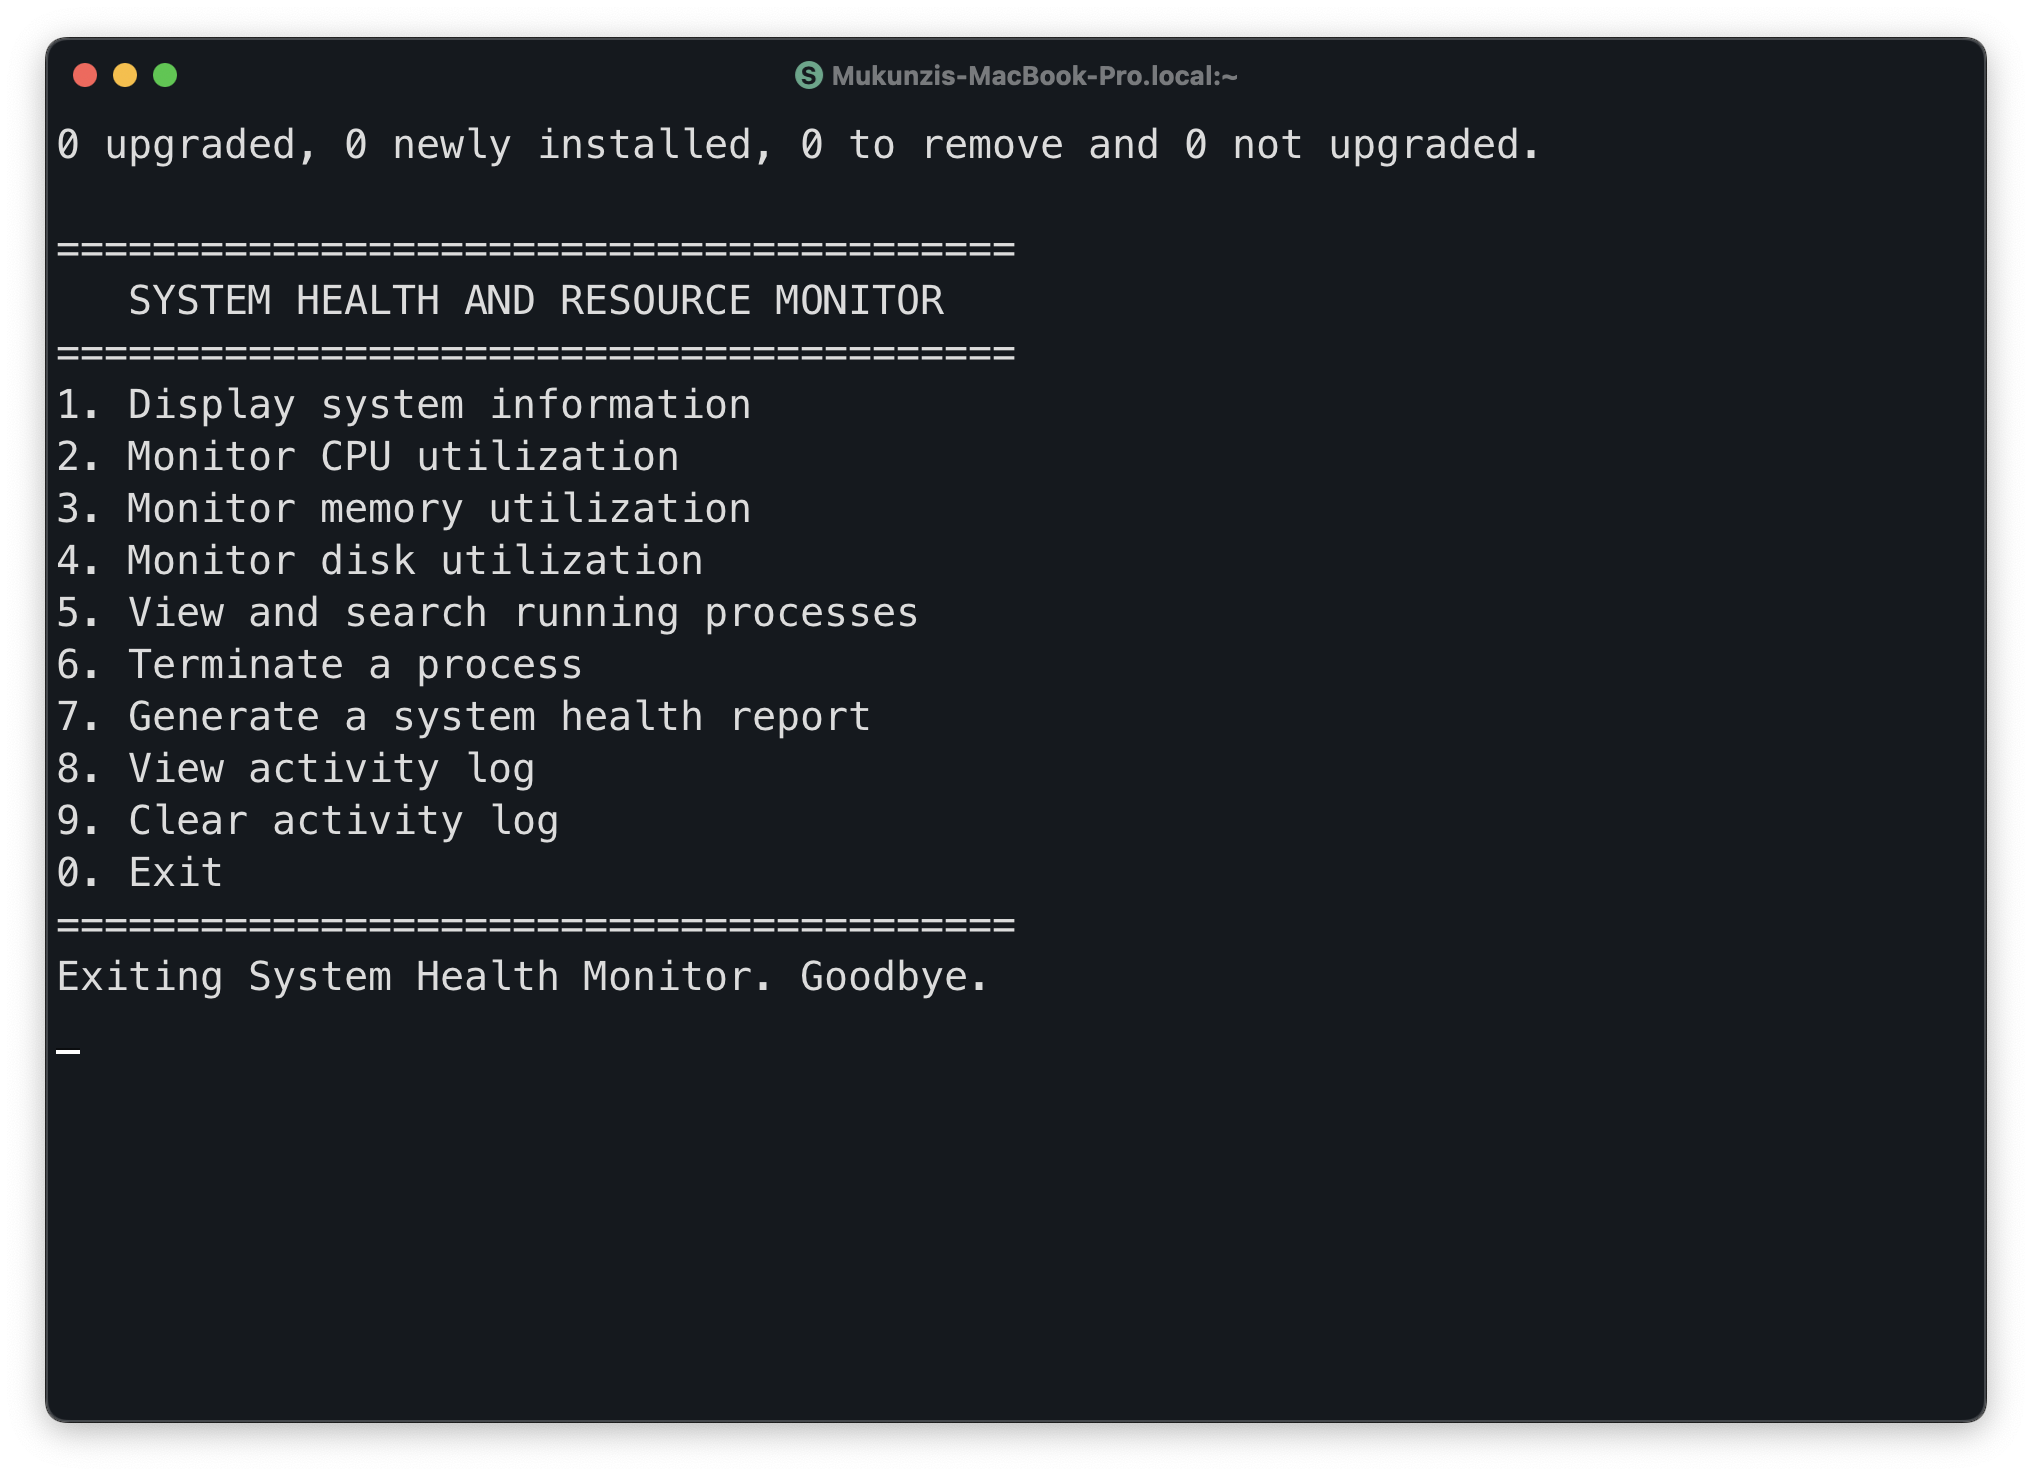 S Mukunzis-MacBook-Pro.local:~
0 upgraded, 0 newly installed, 0 to remove and 0 not upgraded.
========================================
SYSTEM HEALTH AND RESOURCE MONITOR
========================================
1. Display system information
2. Monitor CPU utilization
3. Monitor memory utilization
4. Monitor disk utilization
5. View and search running processes
6. Terminate a process
7. Generate a system health report
8. View activity log
9. Clear activity log
0. Exit
========================================
Exiting System Health Monitor. Goodbye.
_